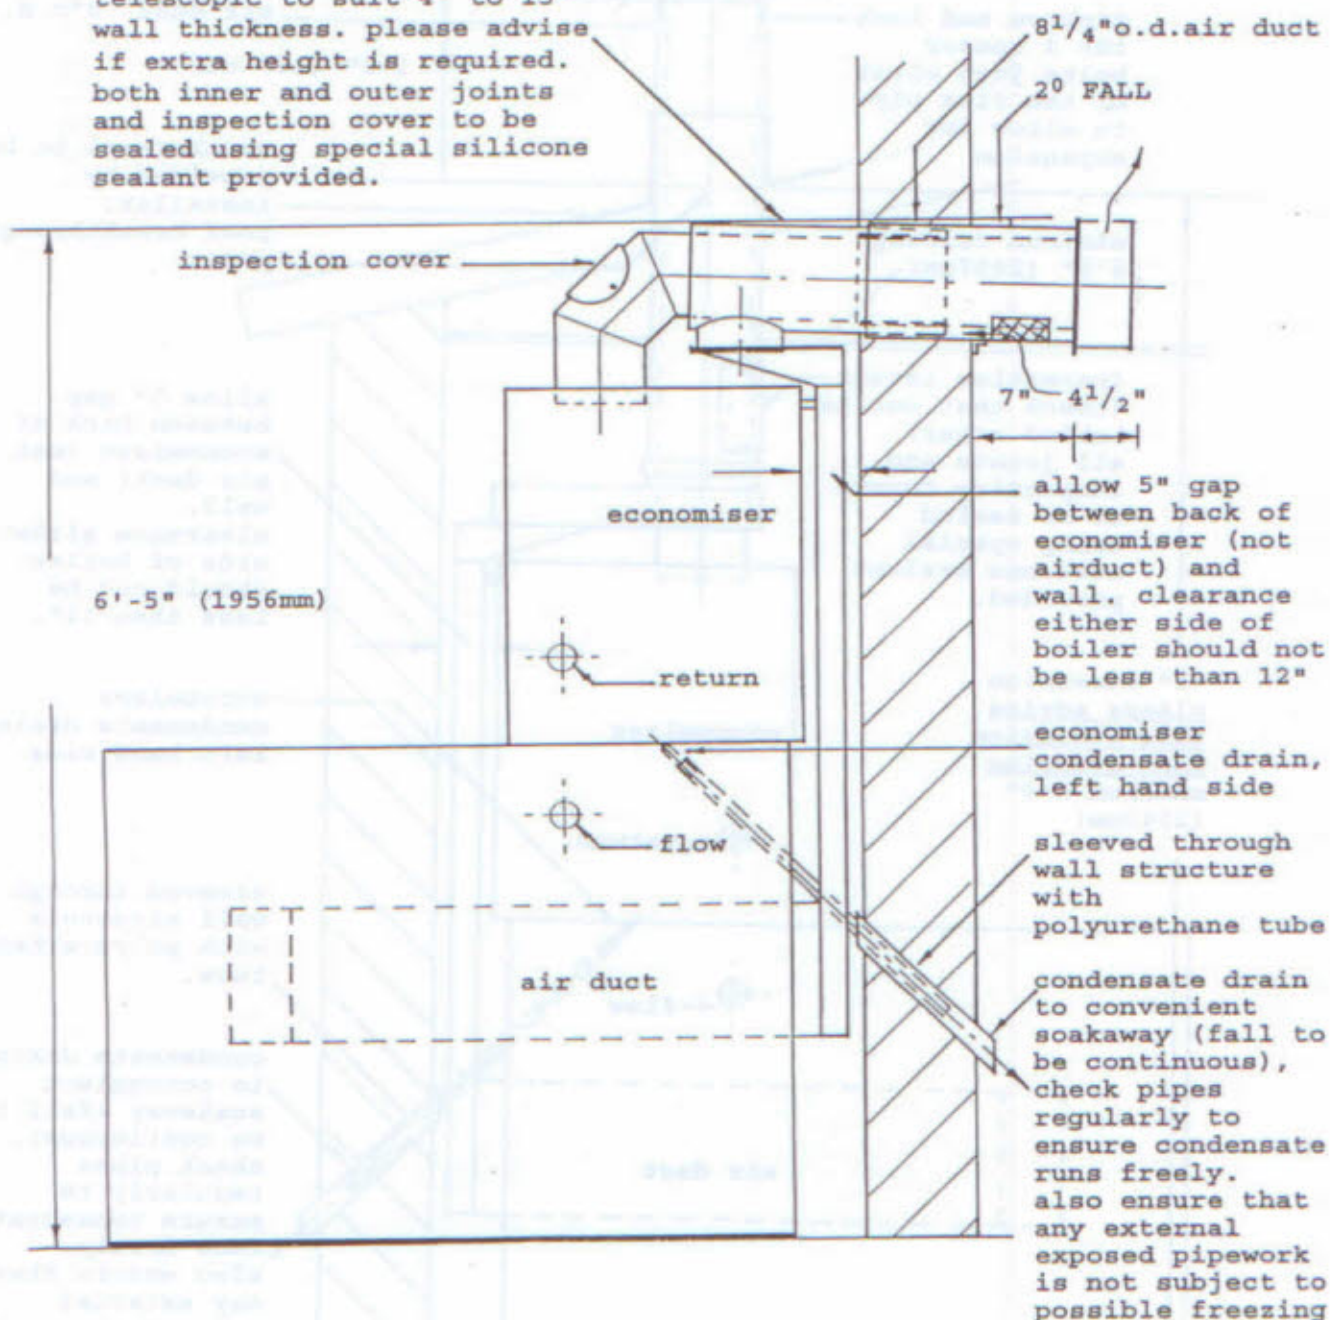 telescopic to suit 4" to 15"
wall thickness. please advise
if extra height is required.
both inner and outer joints
and inspection cover to be
sealed using special silicone
sealant provided.
8¹/₄"o.d.air duct
2⁰ FALL
inspection cover
7" 4¹/₂"
economiser
allow 5" gap
between back of
economiser (not
airduct) and
wall. clearance
either side of
boiler should not
be less than 12"
6'-5" (1956mm)
return
economiser
condensate drain,
left hand side
flow
sleeved through
wall structure
with
polyurethane tube
air duct
condensate drain
to convenient
soakaway (fall to
be continuous),
check pipes
regularly to
ensure condensate
runs freely.
also ensure that
any external
exposed pipework
is not subject to
possible freezing